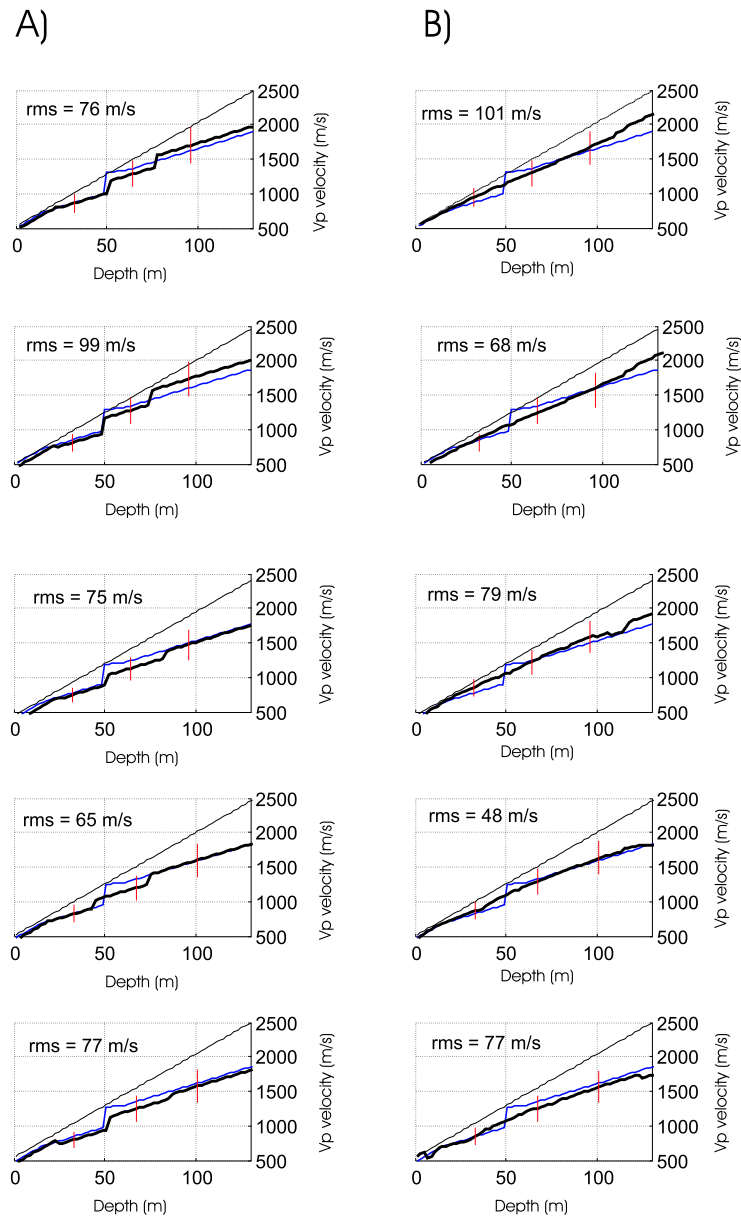 A) B)
rms = 76 m/s
2500
2000
1500
1000
500
0 50 100
Depth (m)
Vp velocity (m/s)
rms = 101 m/s
2500
2000
1500
1000
500
0 50 100
Depth (m)
Vp velocity (m/s)
rms = 99 m/s
2500
2000
1500
1000
500
0 50 100
Depth (m)
Vp velocity (m/s)
rms = 68 m/s
2500
2000
1500
1000
500
0 50 100
Depth (m)
Vp velocity (m/s)
rms = 75 m/s
2500
2000
1500
1000
500
0 50 100
Depth (m)
Vp velocity (m/s)
rms = 79 m/s
2500
2000
1500
1000
500
0 50 100
Depth (m)
Vp velocity (m/s)
rms = 65 m/s
2500
2000
1500
1000
500
0 50 100
Depth (m)
Vp velocity (m/s)
rms = 48 m/s
2500
2000
1500
1000
500
0 50 100
Depth (m)
Vp velocity (m/s)
rms = 77 m/s
2500
2000
1500
1000
500
0 50 100
Depth (m)
Vp velocity (m/s)
rms = 77 m/s
2500
2000
1500
1000
500
0 50 100
Depth (m)
Vp velocity (m/s)